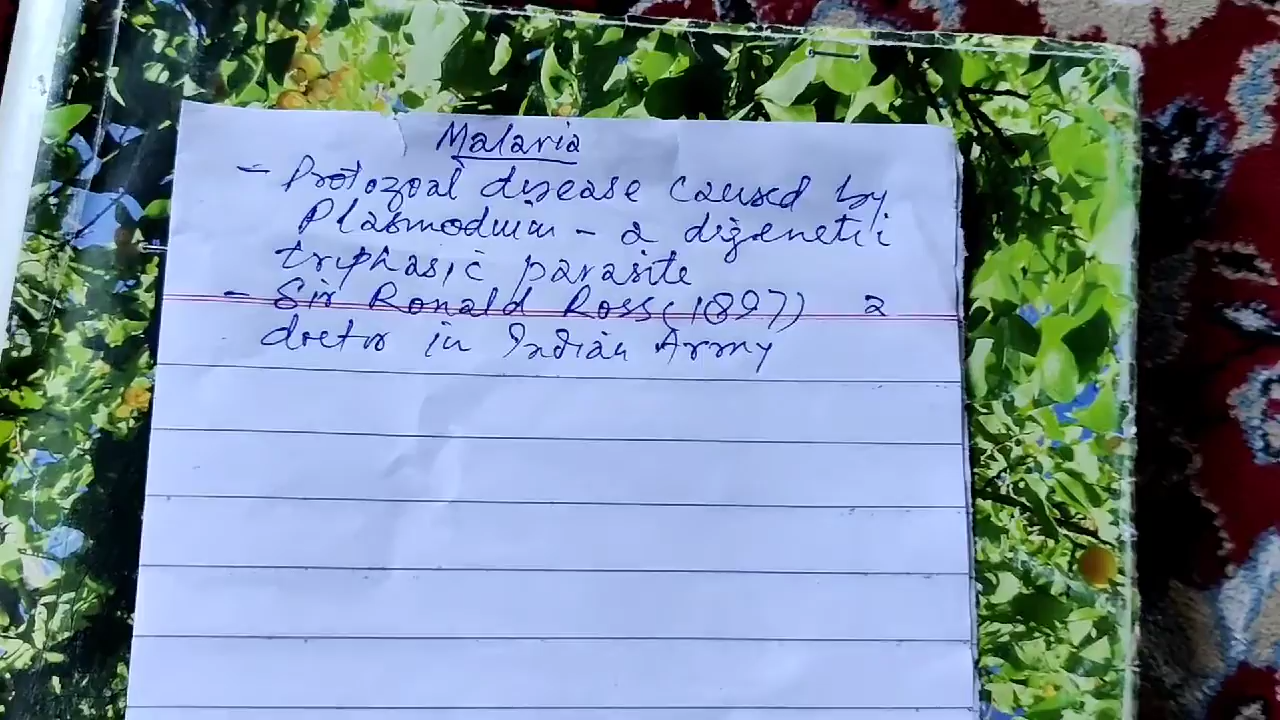 Malaria
- Protozoal disease caused by
Plasmodium - a digenetic
triphasic parasite
- Sir Ronald Ross (1897) a
doctor in Indian Army